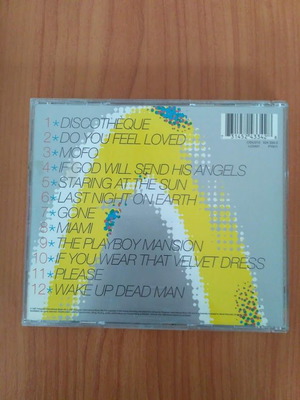 1*DISCOTHEQUE
2*DO YOU FEEL LOVED
3*MOFO
4*IF GOD WILL SEND HIS ANGELS
5*STARING AT THE SUN
6*LAST NIGHT ON EARTH
7*GONE
8*MIAMI
9*THE PLAYBOY MANSION
10*IF YOU WEAR THAT VELVET DRESS
11*PLEASE
12*WAKE UP DEAD MAN